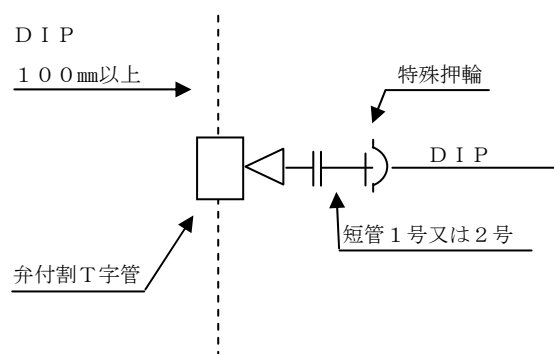 ＤＩＰ
１００㎜以上
特殊押輪
ＤＩＰ
短管１号又は２号
弁付割Ｔ字管